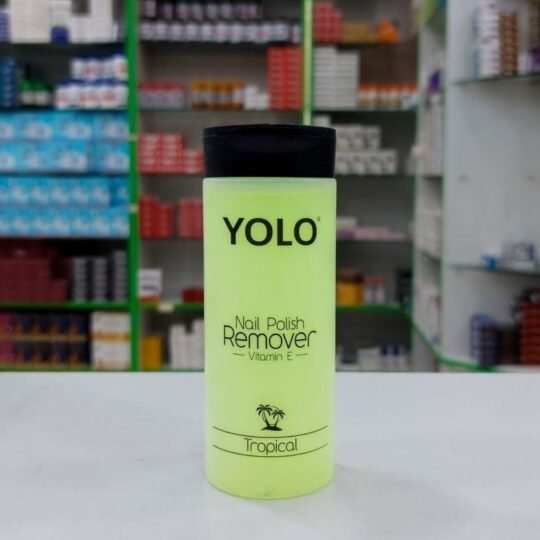 YOLO®
Nail Polish
Remover
Vitamin E
Tropical